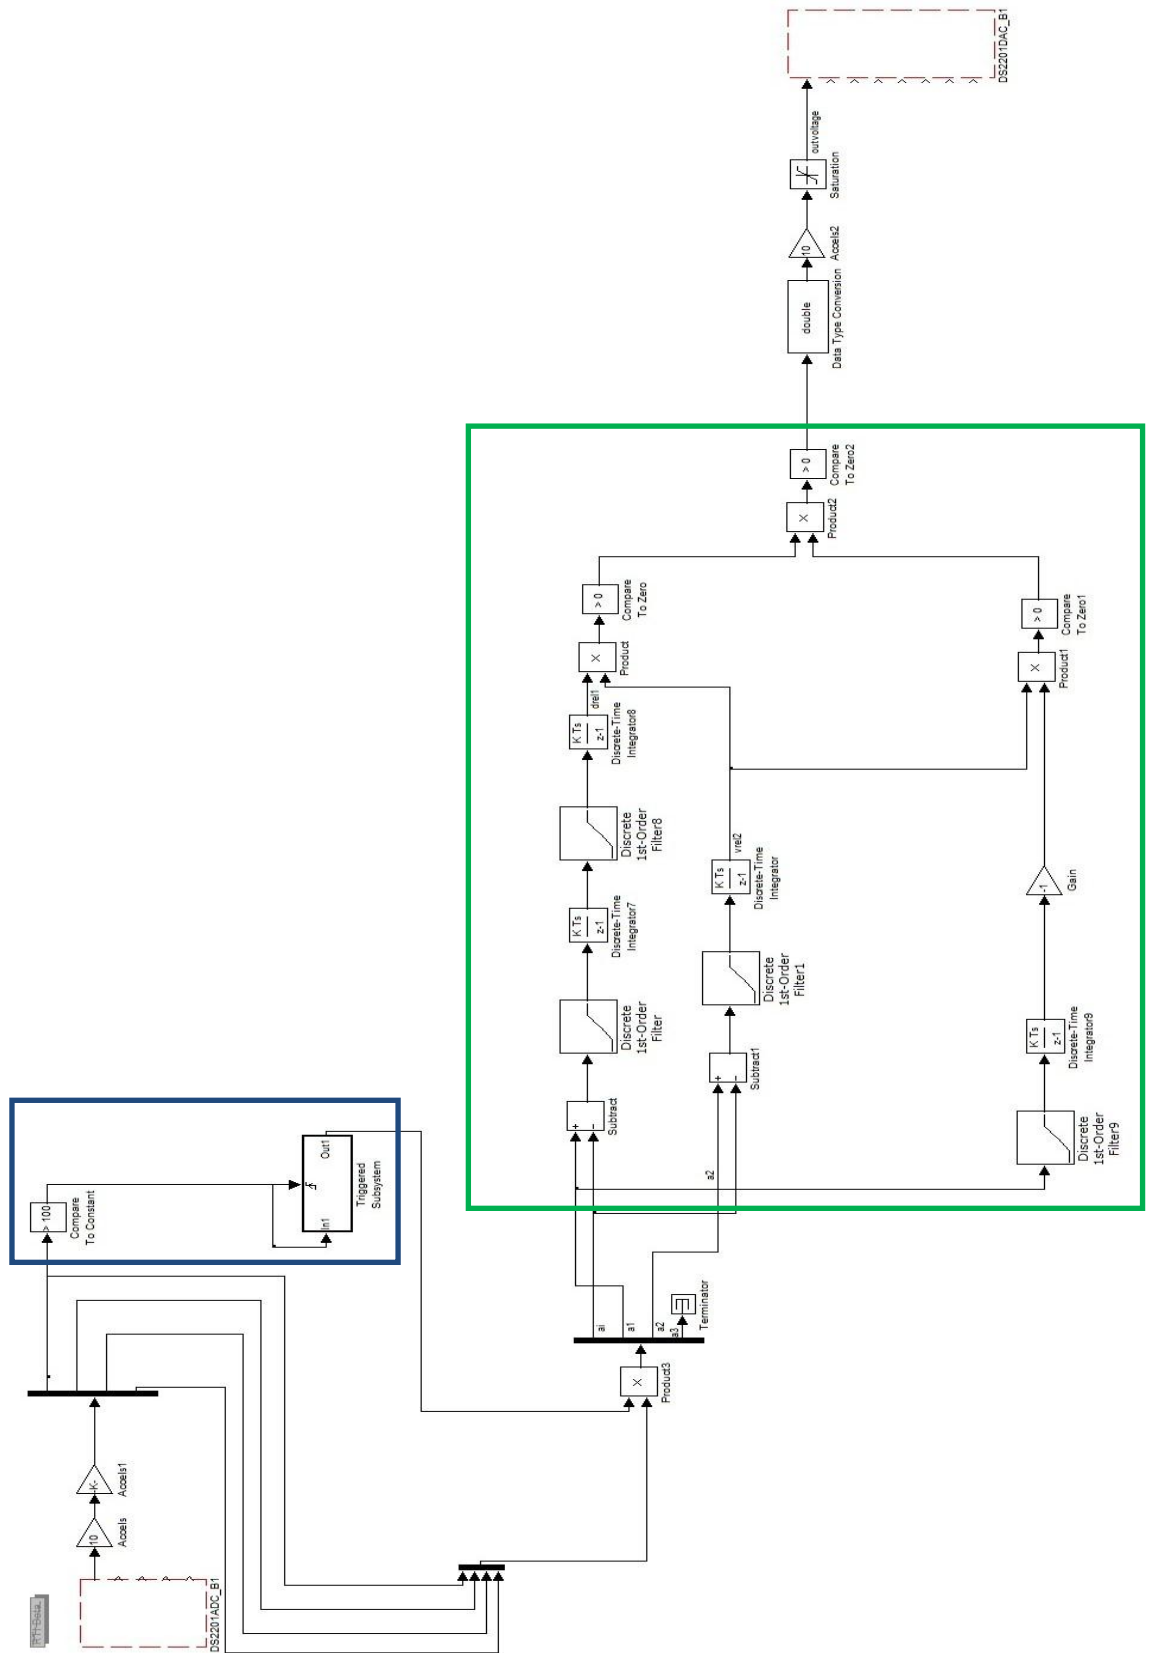 RTI Data
DS2201ADC_B1
10
Accels
-K-
Accels1
> 100
Compare
To Constant
In1
Out1
Triggered
Subsystem
X
Product3
ai
a1
a2
a3
Terminator
+
−
Subtract
Discrete
1st-Order
Filter
K Ts
z-1
Discrete-Time
Integrator7
Discrete
1st-Order
Filter8
K Ts
z-1
Discrete-Time
Integrator8
drel1
X
Product
> 0
Compare
To Zero
a2
+
−
Subtract1
Discrete
1st-Order
Filter1
K Ts
z-1
Discrete-Time
Integrator
vrel2
Discrete
1st-Order
Filter9
K Ts
z-1
Discrete-Time
Integrator9
-1
Gain
X
Product1
> 0
Compare
To Zero1
X
Product2
> 0
Compare
To Zero2
double
Data Type Conversion
10
Accels2
Saturation
outvoltage
DS2201DAC_B1